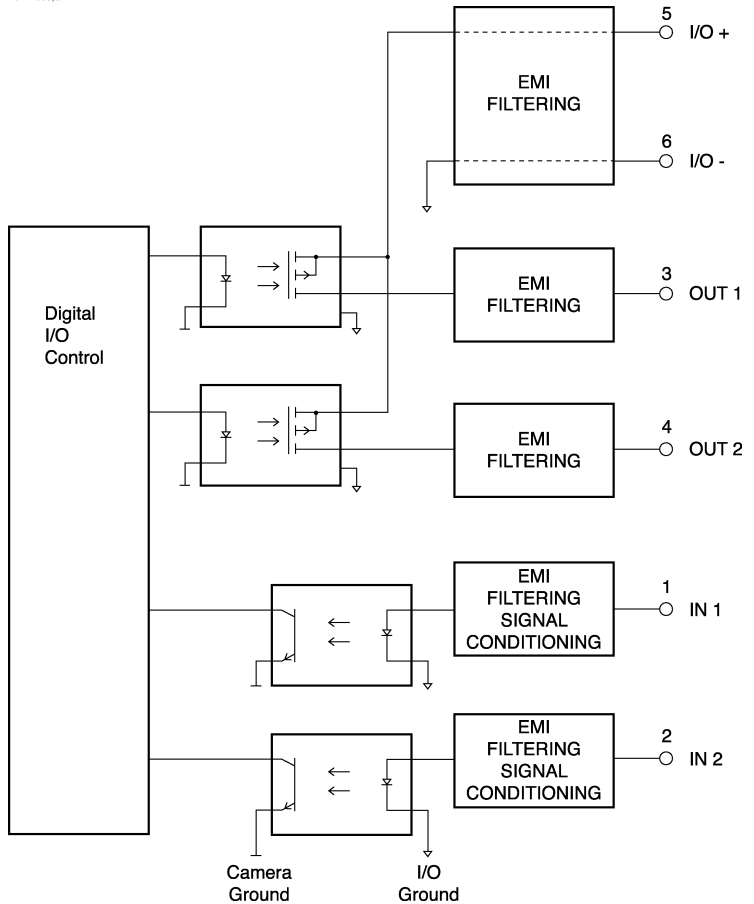 5
I/O +
EMI
FILTERING
6
I/O -
Digital
I/O
Control
EMI
FILTERING
3
OUT 1
EMI
FILTERING
4
OUT 2
EMI
FILTERING
SIGNAL
CONDITIONING
1
IN 1
EMI
FILTERING
SIGNAL
CONDITIONING
2
IN 2
Camera
Ground
I/O
Ground